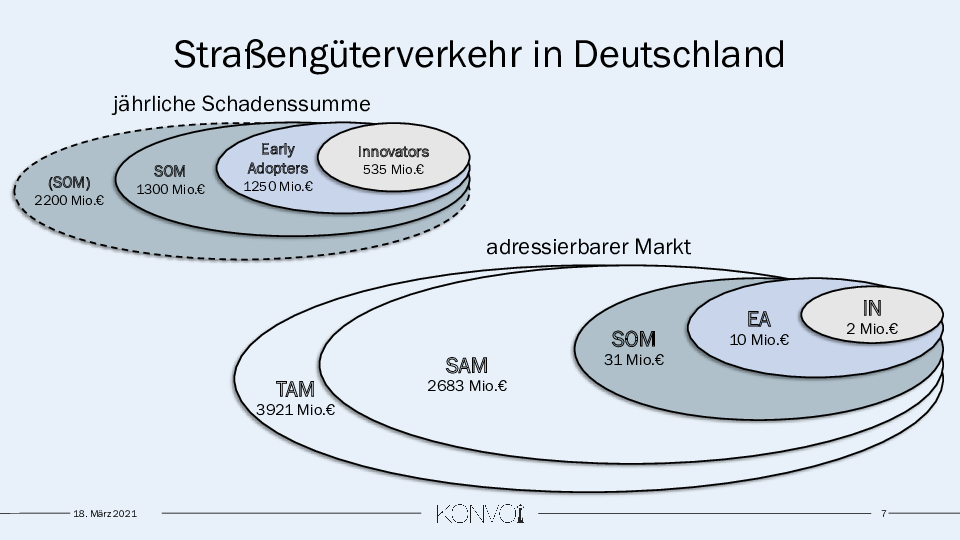 Straßengüterverkehr in Deutschland
jährliche Schadenssumme
(SOM)
2200 Mio.€
SOM
1300 Mio.€
Early
Adopters
1250 Mio.€
Innovators
535 Mio.€
adressierbarer Markt
TAM
3921 Mio.€
SAM
2683 Mio.€
SOM
31 Mio.€
EA
10 Mio.€
IN
2 Mio.€
18. März 2021
KONVOI
7